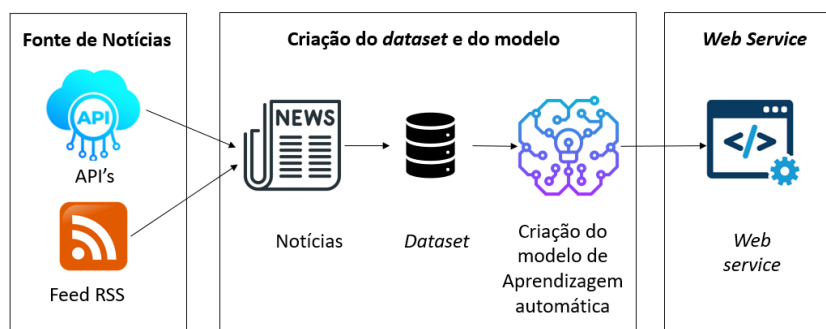 Fonte de Notícias
API
API's
Feed RSS
Criação do dataset e do modelo
NEWS
Notícias
Dataset
Criação do
modelo de
Aprendizagem
automática
Web Service
</>
Web
service